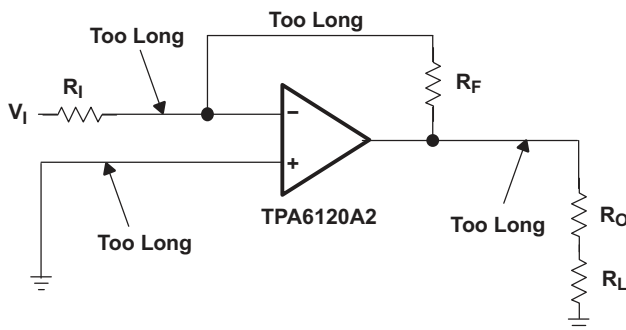 Too Long
Too Long
R_I
R_F
V_I
−
+
TPA6120A2
Too Long
Too Long
R_O
R_L